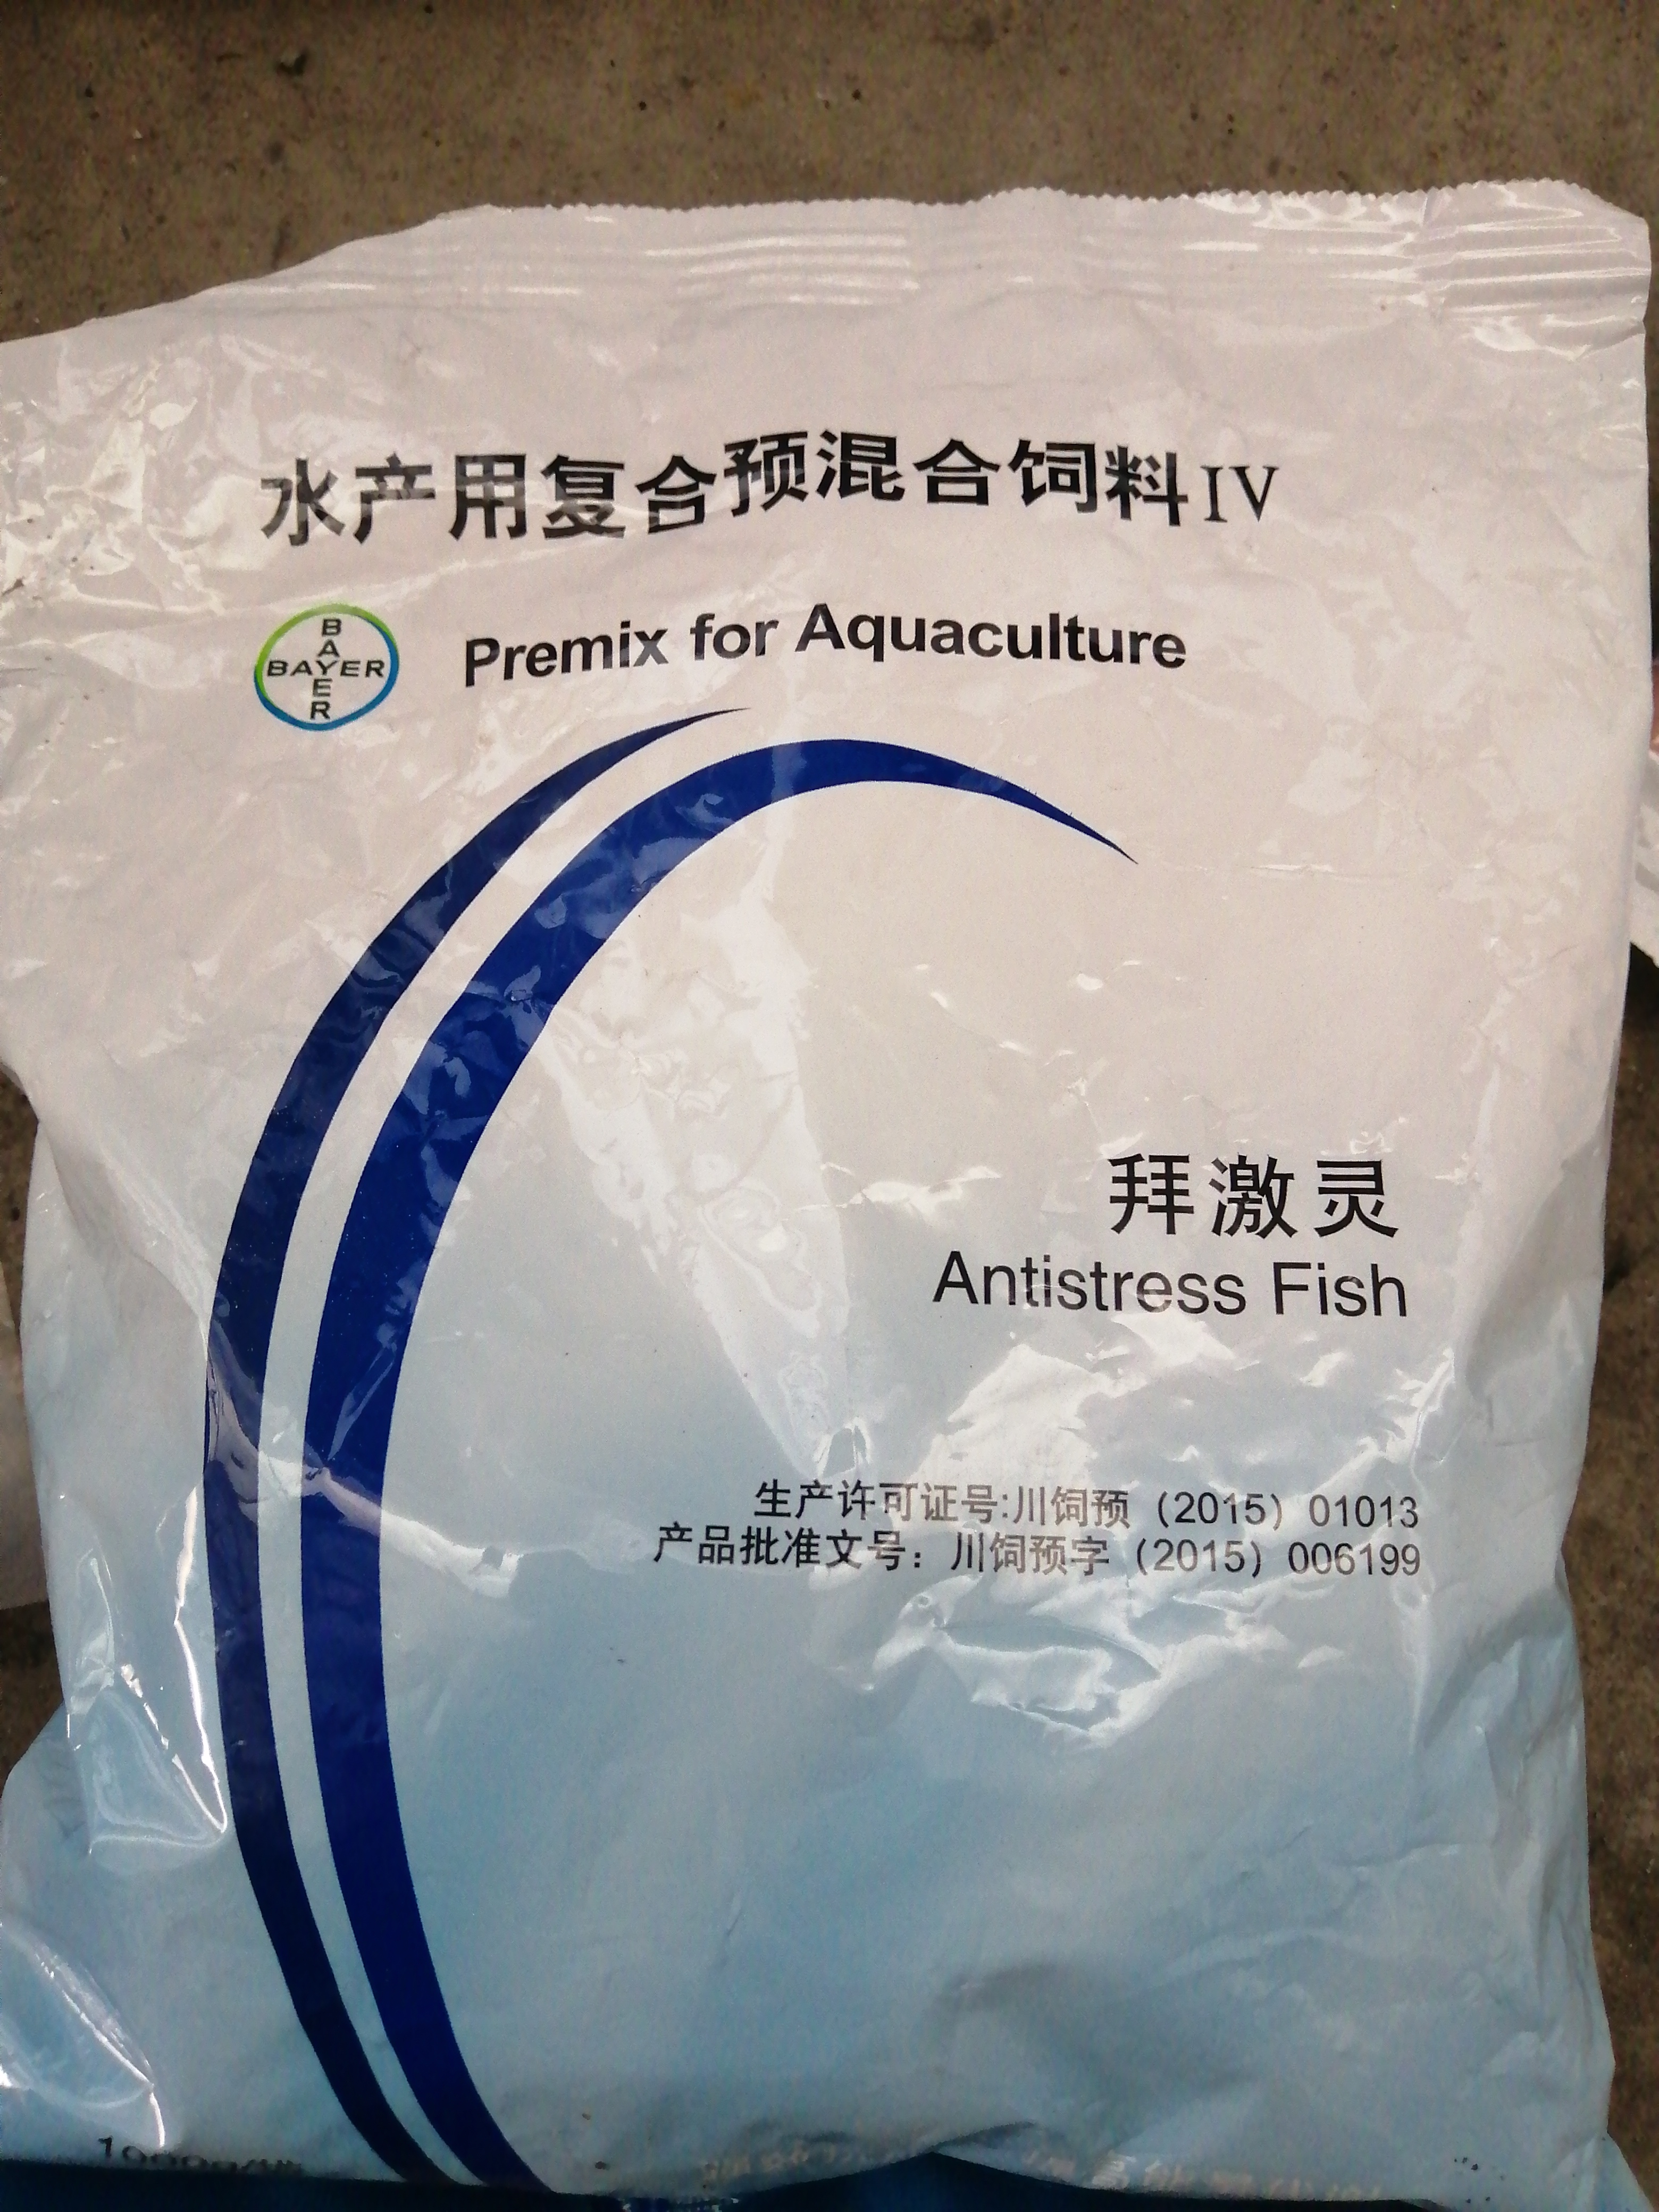 水产用复合预混合饲料IV
BAYER
BAYER
Premix for Aquaculture
拜激灵
Antistress Fish
生产许可证号:川饲预（2015）01013
产品批准文号：川饲预字（2015）006199